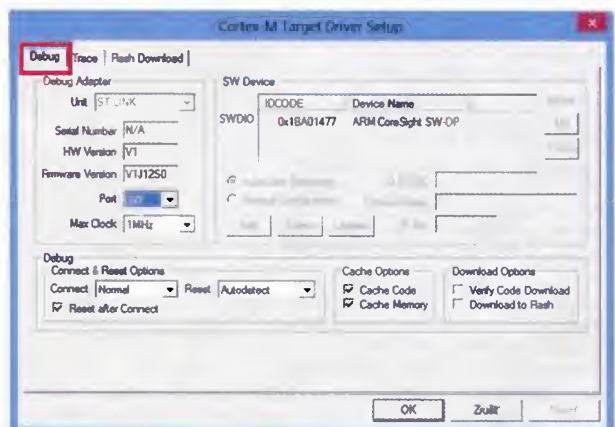 Cortex-M Target Driver Setup
Debug Trace Flash Download
Debug Adapter
Unit ST-LINK
Serial Number N/A
HW Version V1
Firmware Version V1J12S0
Port
Max Clock 1MHz
SW Device
IDCODE Device Name
SWDIO 0x1BA01477 ARM CoreSight SW-DP
Debug
Connect & Reset Options
Connect Normal Reset Autodetect
Reset after Connect
Cache Options
Cache Code
Cache Memory
Download Options
Verify Code Download
Download to Flash
OK Zrušit